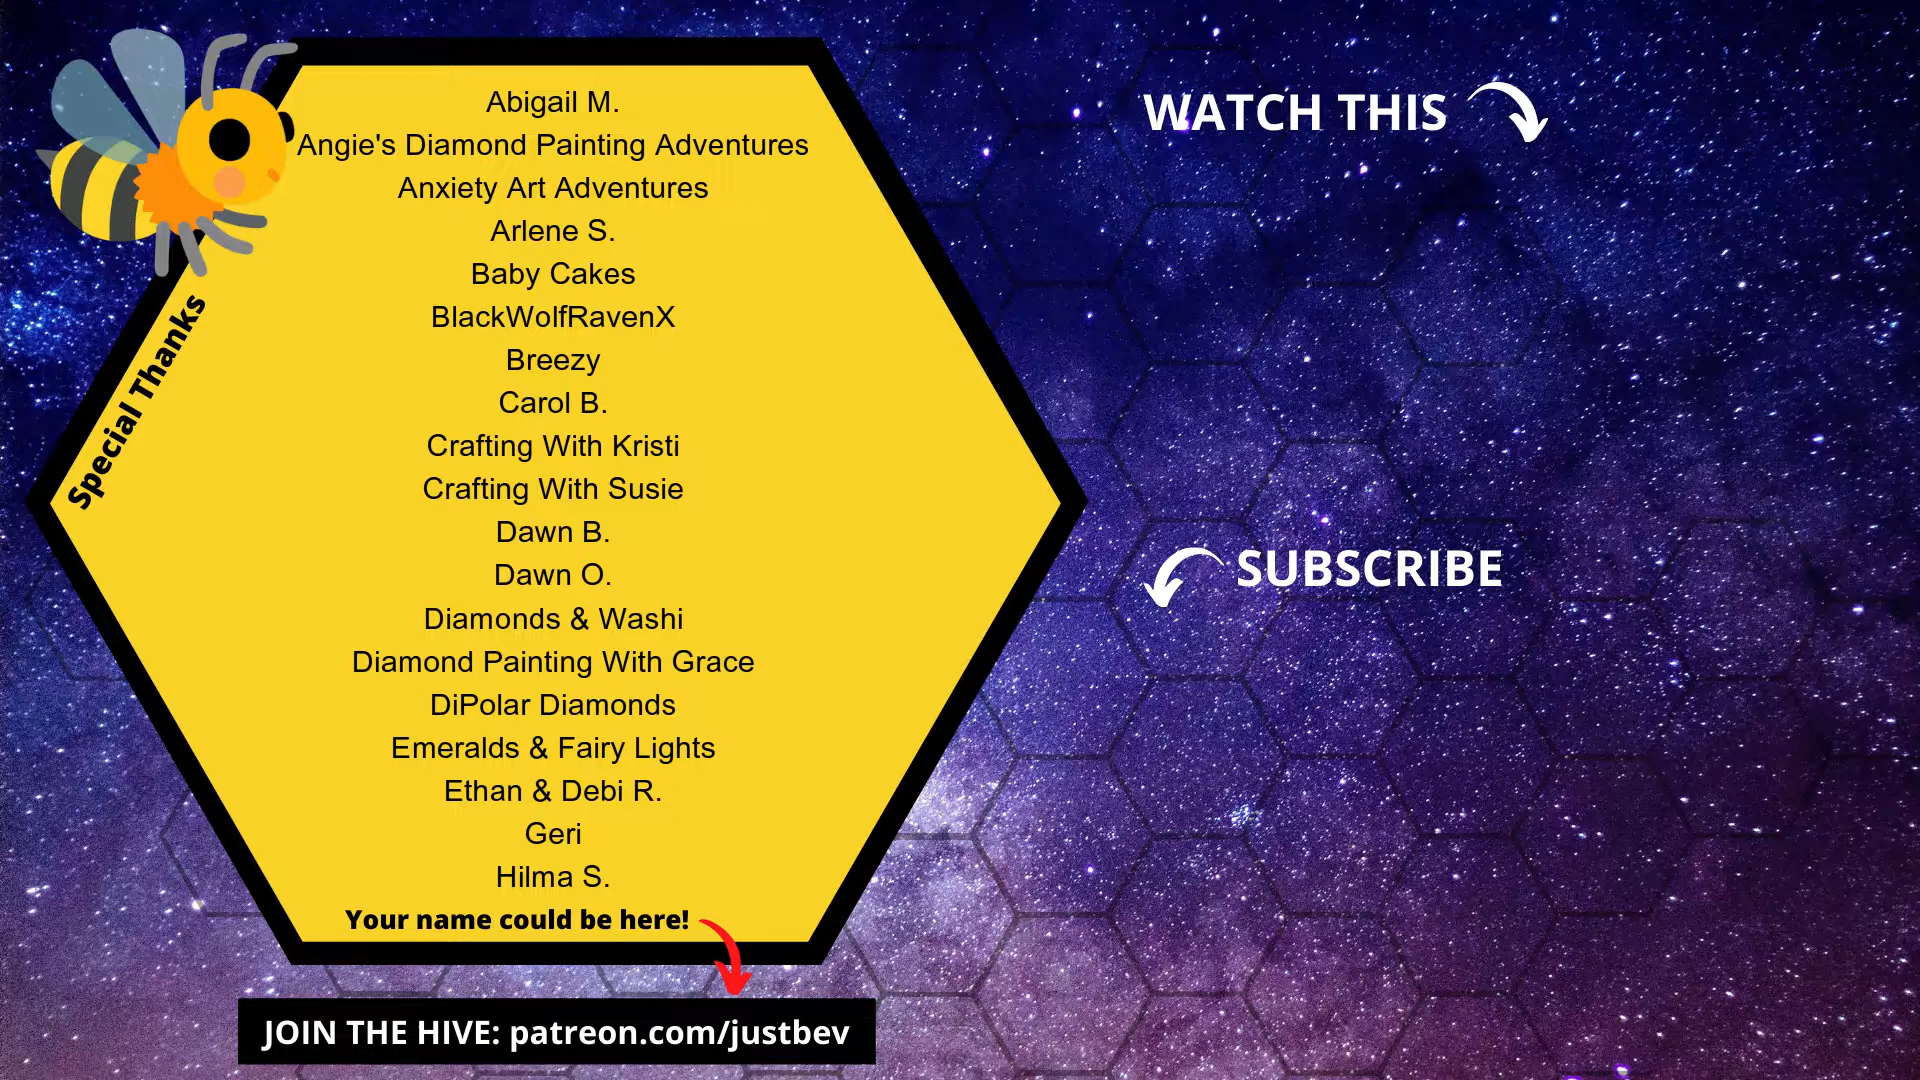 Special Thanks
Abigail M.
Angie's Diamond Painting Adventures
Anxiety Art Adventures
Arlene S.
Baby Cakes
BlackWolfRavenX
Breezy
Carol B.
Crafting With Kristi
Crafting With Susie
Dawn B.
Dawn O.
Diamonds & Washi
Diamond Painting With Grace
DiPolar Diamonds
Emeralds & Fairy Lights
Ethan & Debi R.
Geri
Hilma S.
Your name could be here!
JOIN THE HIVE: patreon.com/justbev
WATCH THIS
SUBSCRIBE